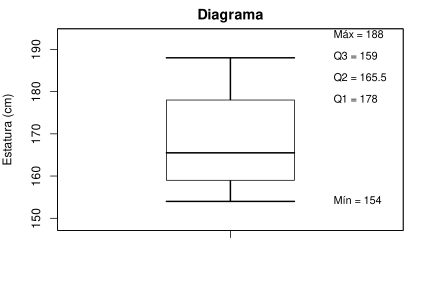 Diagrama
Estatura (cm)
190
180
170
160
150
Máx = 188
Q3 = 159
Q2 = 165.5
Q1 = 178
Mín = 154